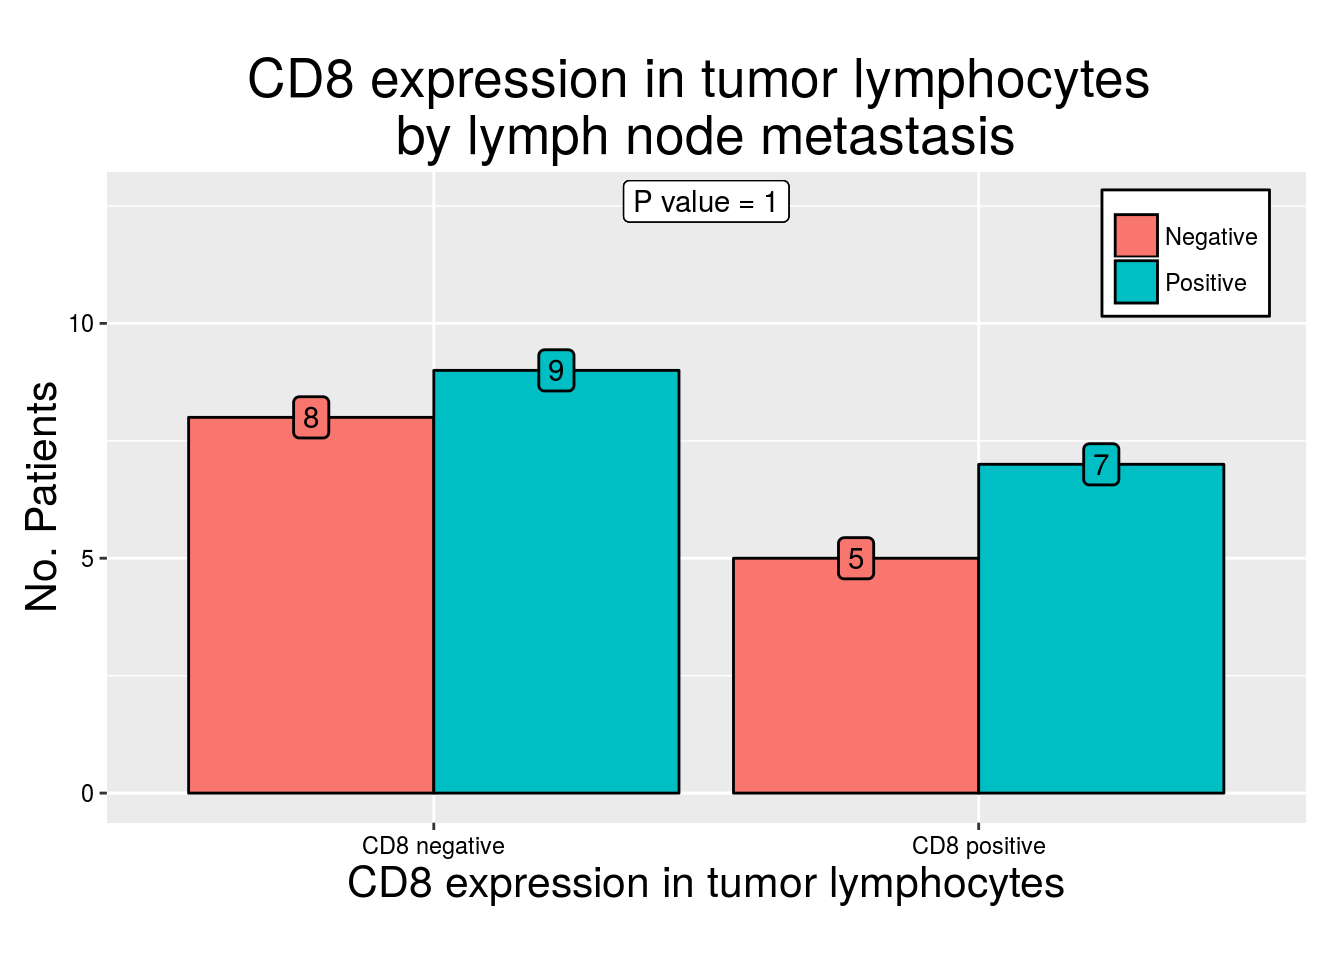 CD8 expression in tumor lymphocytes
by lymph node metastasis
P value = 1
Negative
Positive
No. Patients
10
5
0
8
9
5
7
CD8 negative
CD8 positive
CD8 expression in tumor lymphocytes